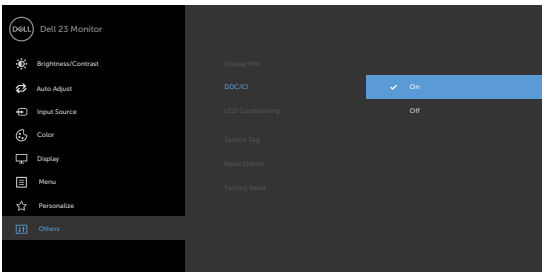 DELL Dell 23 Monitor
Brightness/Contrast
Auto Adjust
Input Source
Color
Display
Menu
Personalize
Others
Display Info
DDC/CI
LCD Conditioning
Service Tag
Reset Others
Factory Reset
On
Off